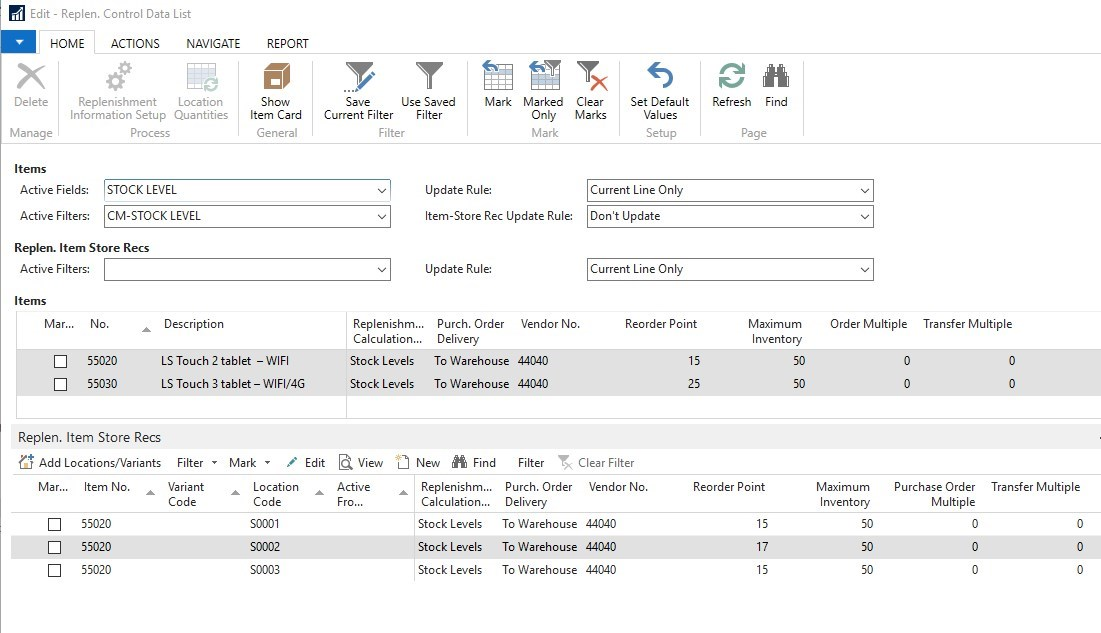 Edit - Replen. Control Data List
HOME ACTIONS NAVIGATE REPORT
Delete
Replenishment Information Setup
Location Quantities
Show Item Card
Save Current Filter
Use Saved Filter
Mark
Marked Only
Clear Marks
Set Default Values
Refresh
Find
Manage Process General Filter Mark Setup Page
Items
Active Fields: STOCK LEVEL Update Rule: Current Line Only
Active Filters: CM-STOCK LEVEL Item-Store Rec Update Rule: Don't Update
Replen. Item Store Recs
Active Filters: Update Rule: Current Line Only
Items
Mar... No. Description Replenishm... Purch. Order Vendor No. Reorder Point Maximum Order Multiple Transfer Multiple
Calculation... Delivery Inventory
55020 LS Touch 2 tablet – WIFI Stock Levels To Warehouse 44040 15 50 0 0
55030 LS Touch 3 tablet – WIFI/4G Stock Levels To Warehouse 44040 25 50 0 0
Replen. Item Store Recs
Add Locations/Variants Filter Mark Edit View New Find Filter Clear Filter
Mar... Item No. Variant Location Active Replenishm... Purch. Order Vendor No. Reorder Point Maximum Purchase Order Transfer Multiple
Code Code Fro... Calculation... Delivery Inventory Multiple
55020 S0001 Stock Levels To Warehouse 44040 15 50 0 0
55020 S0002 Stock Levels To Warehouse 44040 17 50 0 0
55020 S0003 Stock Levels To Warehouse 44040 15 50 0 0